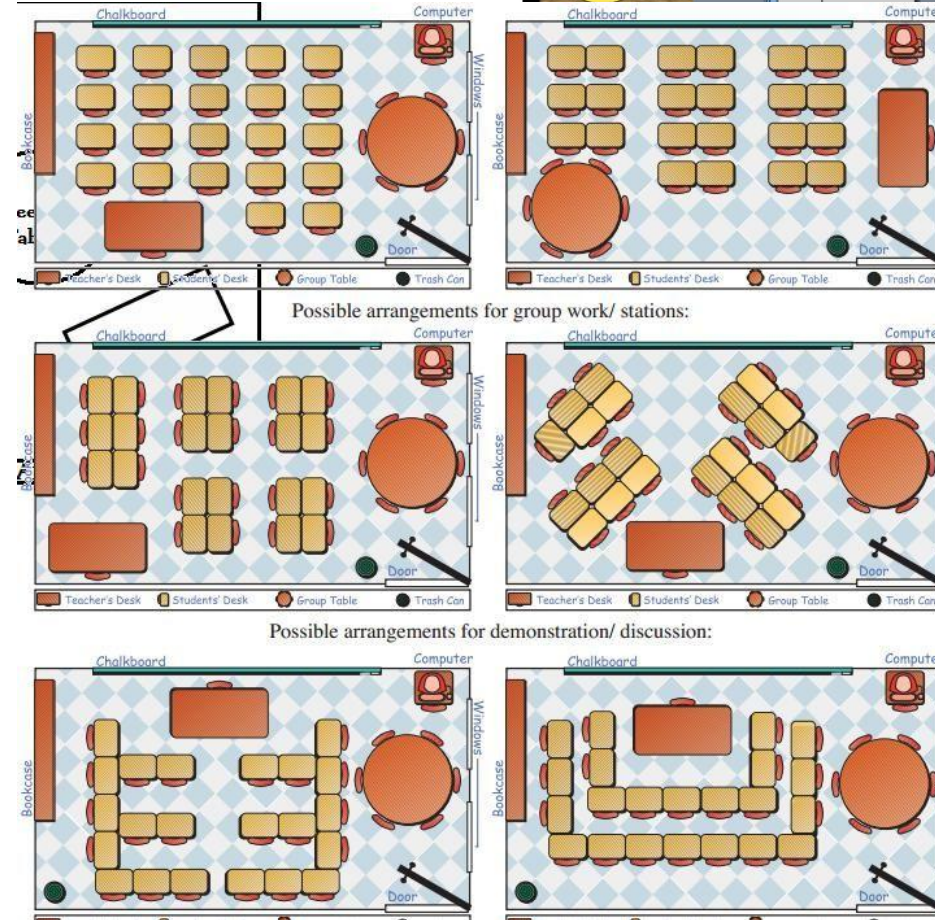 Chalkboard
Computer
Bookcase
Windows
Door
Teacher's Desk Students' Desk Group Table Trash Can
Chalkboard
Compute
Bookcase
Door
Teacher's Desk Students' Desk Group Table Trash Can
Possible arrangements for group work/ stations:
Chalkboard
Computer
Bookcase
Windows
Door
Teacher's Desk Students' Desk Group Table Trash Can
Chalkboard
Compute
Bookcase
Door
Teacher's Desk Students' Desk Group Table Trash Can
Possible arrangements for demonstration/ discussion:
Chalkboard
Computer
Bookcase
Windows
Door
Chalkboard
Compute
Bookcase
Door